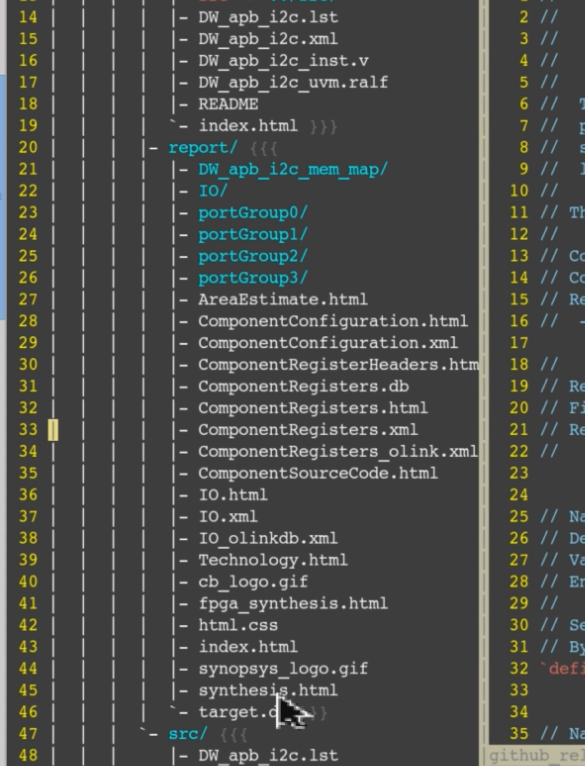 14 |- DW_apb_i2c.lst
15 |- DW_apb_i2c.xml
16 |- DW_apb_i2c_inst.v
17 |- DW_apb_i2c_uvm.ralf
18 |- README
19 `- index.html }}}
20 |- report/ {{{
21 |- DW_apb_i2c_mem_map/
22 |- IO/
23 |- portGroup0/
24 |- portGroup1/
25 |- portGroup2/
26 |- portGroup3/
27 |- AreaEstimate.html
28 |- ComponentConfiguration.html
29 |- ComponentConfiguration.xml
30 |- ComponentRegisterHeaders.htm
31 |- ComponentRegisters.db
32 |- ComponentRegisters.html
33 |- ComponentRegisters.xml
34 |- ComponentRegisters_olink.xml
35 |- ComponentSourceCode.html
36 |- IO.html
37 |- IO.xml
38 |- IO_olinkdb.xml
39 |- Technology.html
40 |- cb_logo.gif
41 |- fpga_synthesis.html
42 |- html.css
43 |- index.html
44 |- synopsys_logo.gif
45 |- synthesis.html
46 `- target.d }}
47 `- src/ {{{
48 |- DW_apb_i2c.lst
2 //
3 //
4 //
5 //
6 // T
7 // p
8 // s
9 // l
10 //
11 // Th
12 //
13 // Co
14 // Co
15 // Re
16 // -
17
18 //
19 // Re
20 // Fi
21 // Re
22 //
23
24
25 // Na
26 // De
27 // Va
28 // En
29 //
30 // Se
31 // By
32 `defi
33
34
35 // Na
github_rel